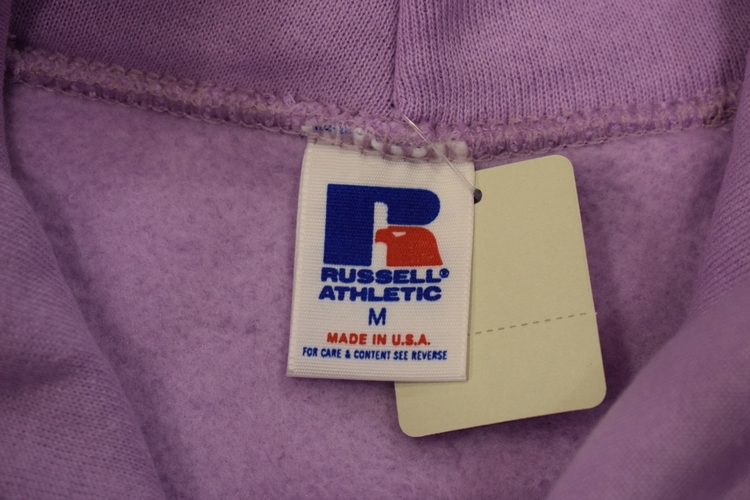 RUSSELL®
ATHLETIC
M
MADE IN U.S.A.
FOR CARE & CONTENT SEE REVERSE